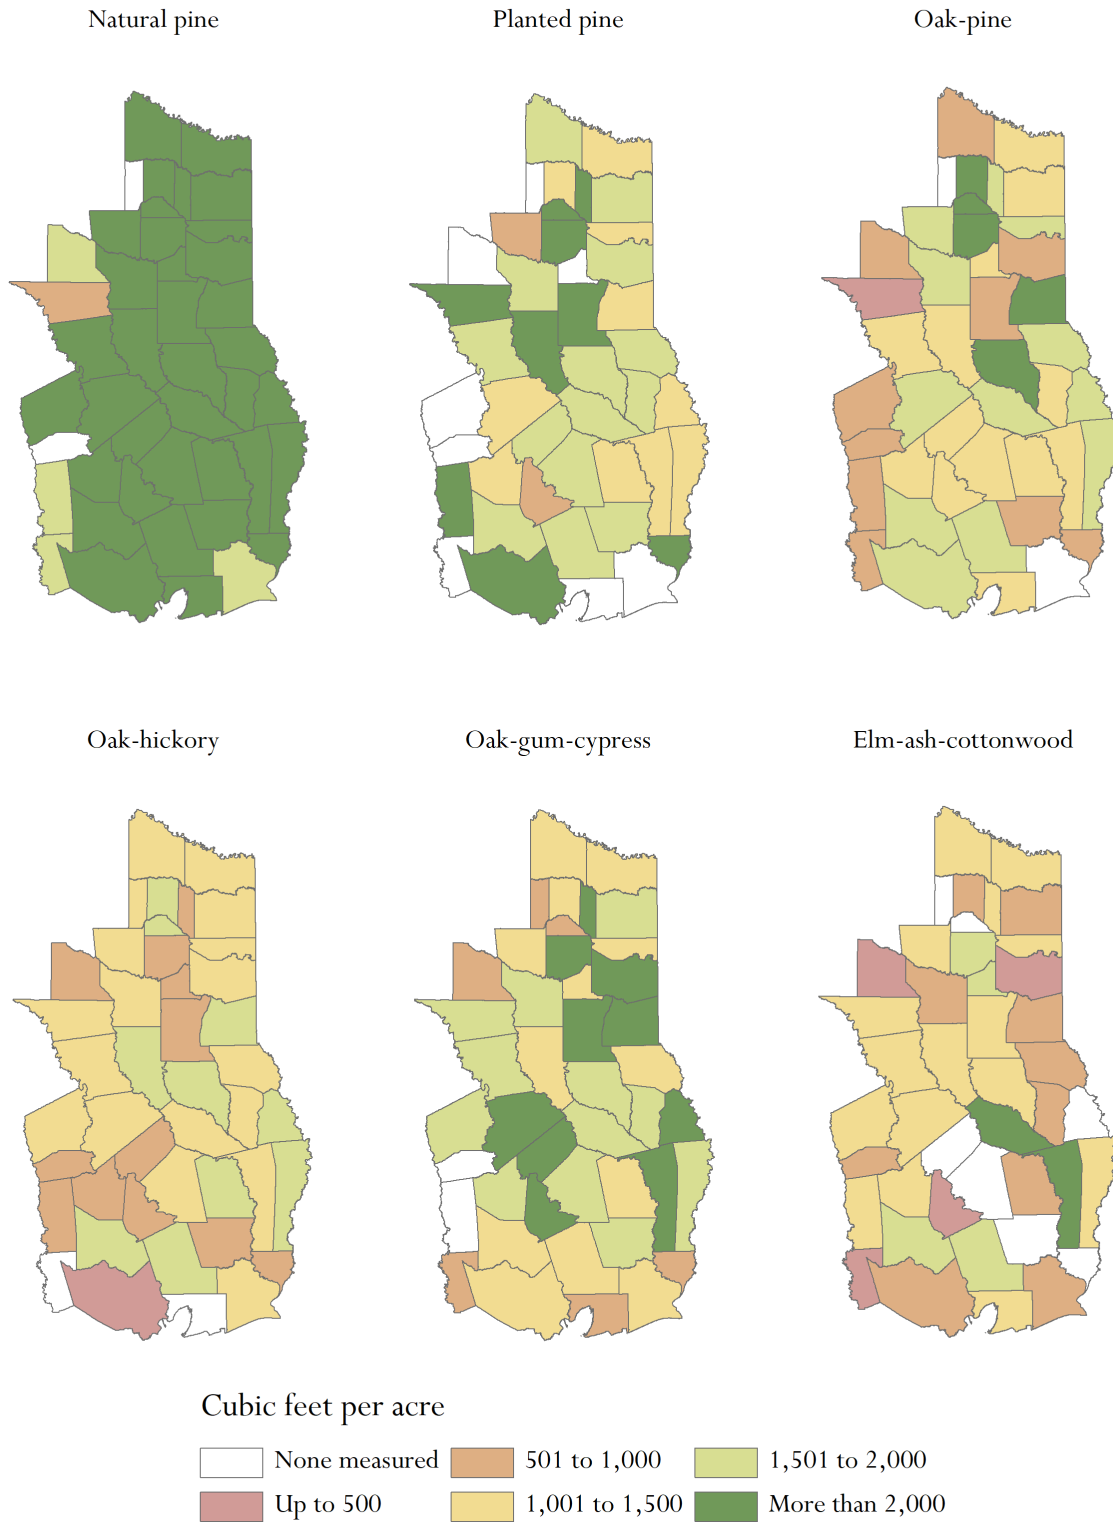 Natural pine
Planted pine
Oak-pine
Oak-hickory
Oak-gum-cypress
Elm-ash-cottonwood
Cubic feet per acre
None measured
501 to 1,000
1,501 to 2,000
Up to 500
1,001 to 1,500
More than 2,000